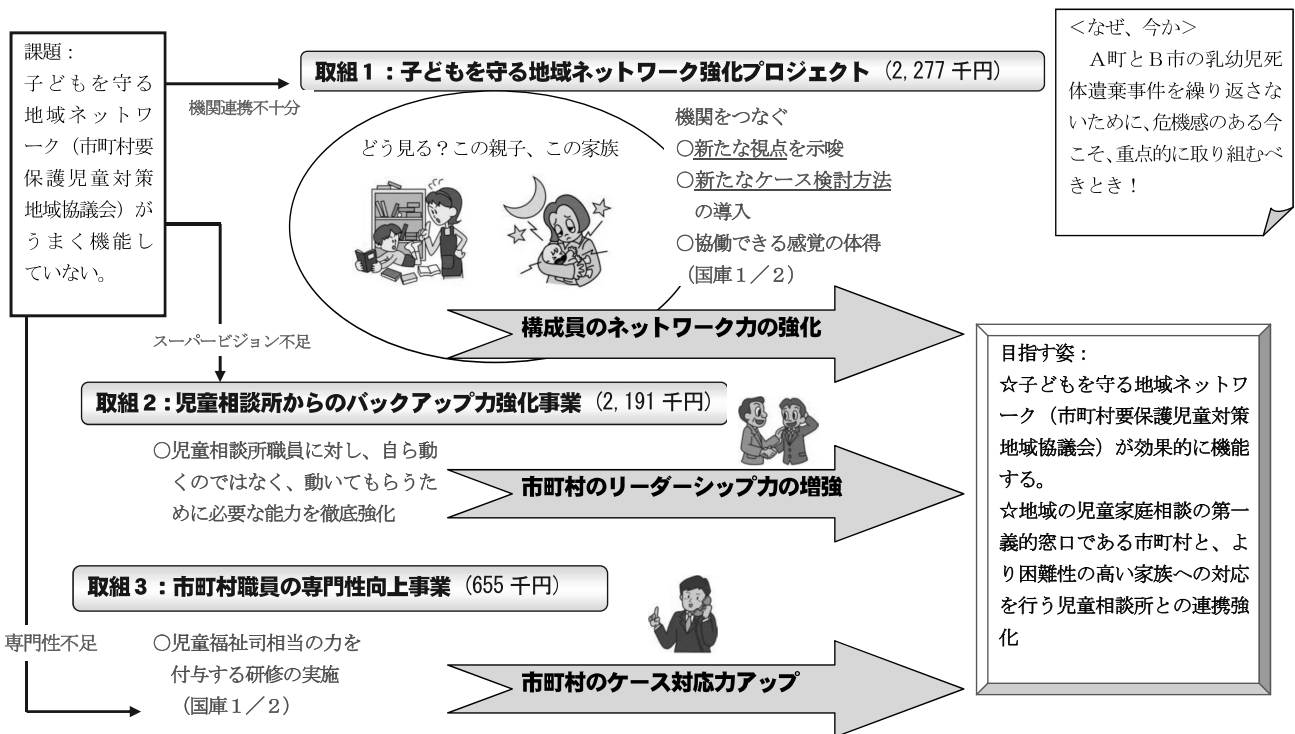 課題：
子どもを守る
地域ネットワ
ーク（市町村要
保護児童対策
地域協議会）が
うまく機能し
ていない。
機関連携不十分
取組１：子どもを守る地域ネットワーク強化プロジェクト（2,277 千円）
どう見る？この親子、この家族
機関をつなぐ
○新たな視点を示唆
○新たなケース検討方法
の導入
○協働できる感覚の体得
（国庫１／２）
構成員のネットワーク力の強化
＜なぜ、今か＞
Ａ町とＢ市の乳幼児死
体遺棄事件を繰り返さな
いために、危機感のある今
こそ、重点的に取り組むべ
きとき！
スーパービジョン不足
取組２：児童相談所からのバックアップ力強化事業（2,191 千円）
○児童相談所職員に対し、自ら動
くのではなく、動いてもらうた
めに必要な能力を徹底強化
市町村のリーダーシップ力の増強
専門性不足
取組３：市町村職員の専門性向上事業（655 千円）
○児童福祉司相当の力を
付与する研修の実施
（国庫１／２）
市町村のケース対応力アップ
目指す姿：
☆子どもを守る地域ネットワ
ーク（市町村要保護児童対策
地域協議会）が効果的に機能
する。
☆地域の児童家庭相談の第一
義的窓口である市町村と、よ
り困難性の高い家族への対応
を行う児童相談所との連携強
化